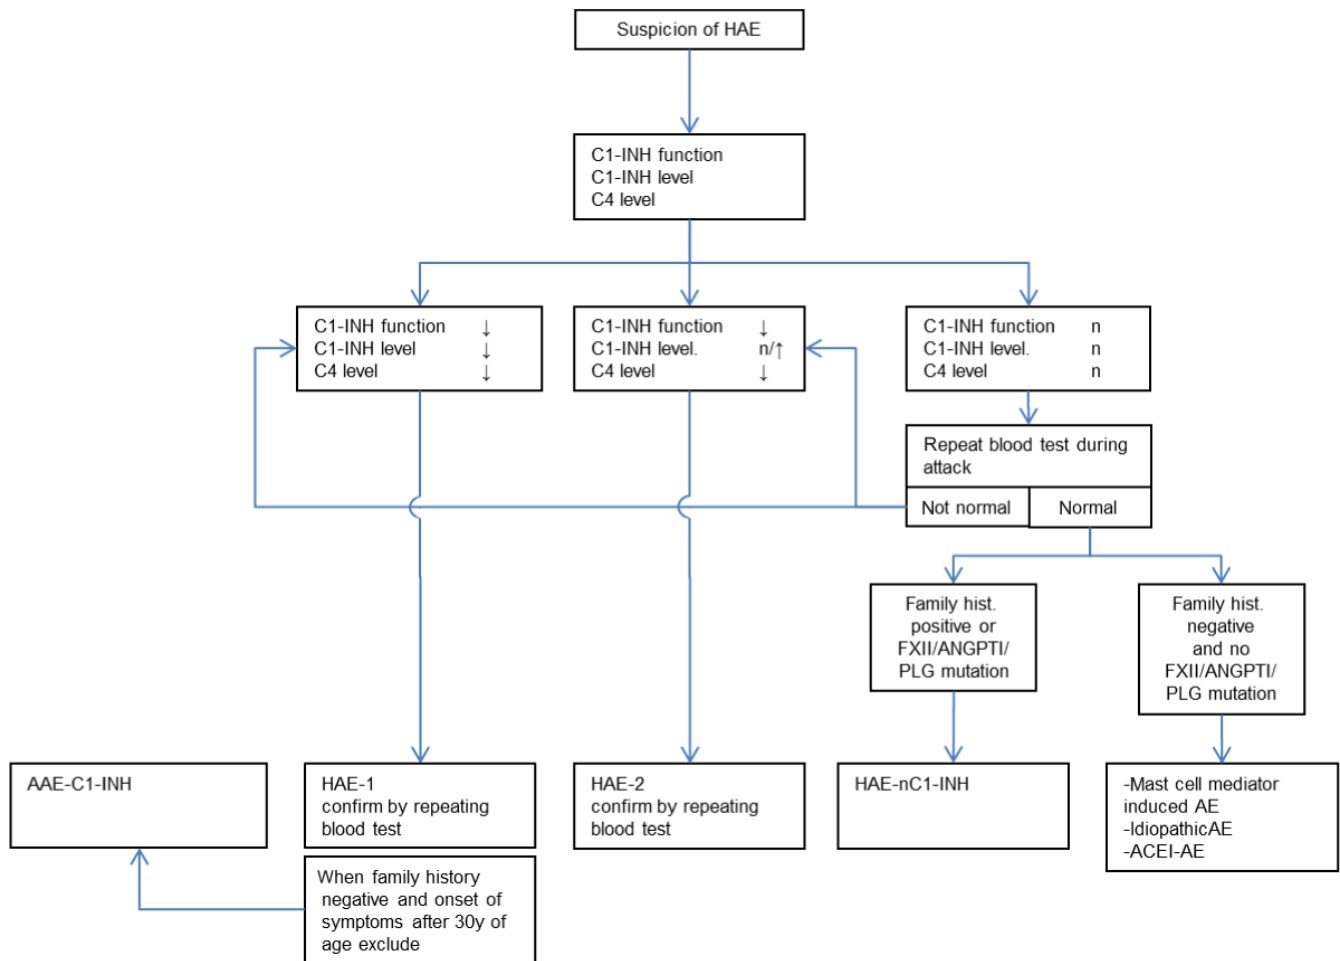 Suspicion of HAE
C1-INH function
C1-INH level
C4 level
C1-INH function ↓
C1-INH level ↓
C4 level ↓
C1-INH function ↓
C1-INH level. n/↑
C4 level ↓
C1-INH function n
C1-INH level. n
C4 level n
Repeat blood test during
attack
Not normal
Normal
Family hist.
positive or
FXII/ANGPTI/
PLG mutation
Family hist.
negative
and no
FXII/ANGPTI/
PLG mutation
AAE-C1-INH
HAE-1
confirm by repeating
blood test
HAE-2
confirm by repeating
blood test
HAE-nC1-INH
-Mast cell mediator
induced AE
-IdiopathicAE
-ACEI-AE
When family history
negative and onset of
symptoms after 30y of
age exclude